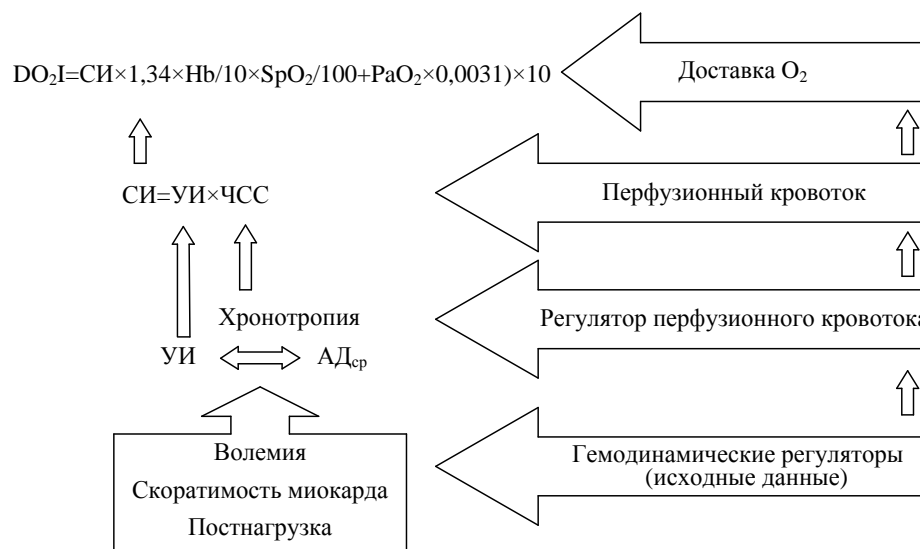 DO₂I=СИ×1,34×Hb/10×SpO₂/100+PaO₂×0,0031)×10
Доставка O₂
СИ=УИ×ЧСС
Перфузионный кровоток
Хронотропия
Регулятор перфузионного кровотока
УИ
АДср
Волемия
Скоратимость миокарда
Постнагрузка
Гемодинамические регуляторы
(исходные данные)